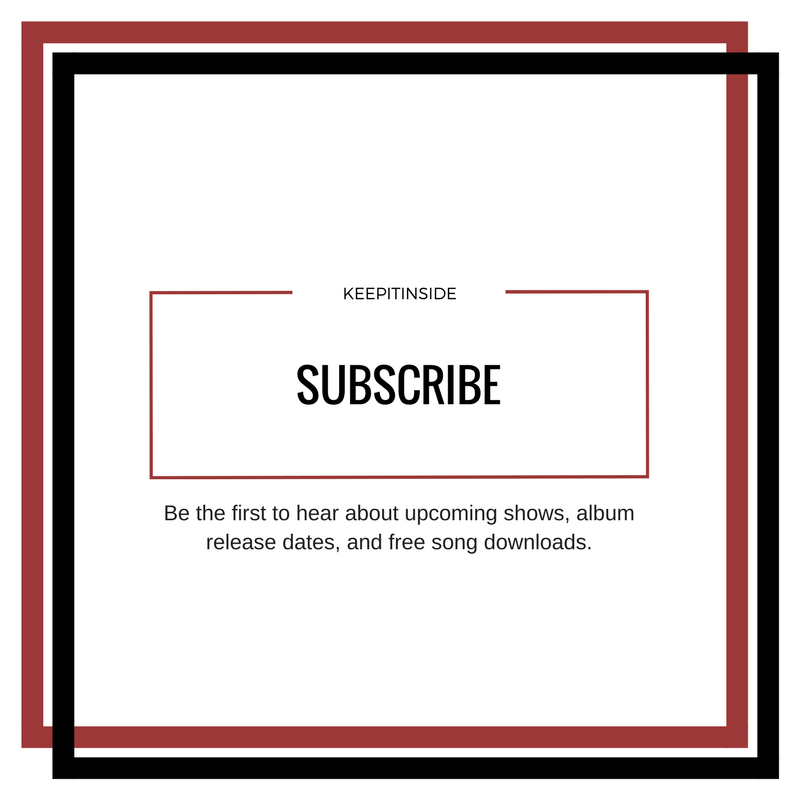 KEEPITINSIDE
SUBSCRIBE
Be the first to hear about upcoming shows, album
release dates, and free song downloads.